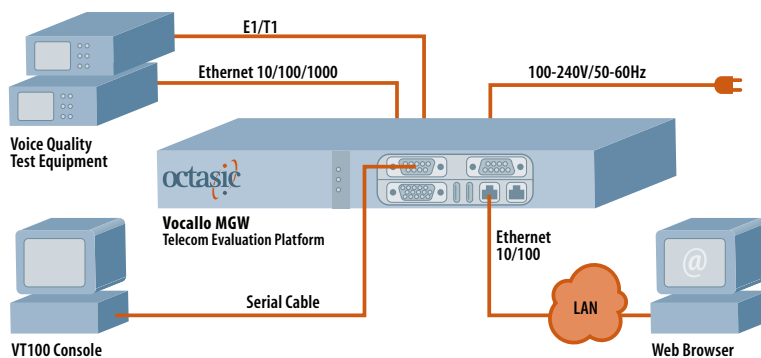 E1/T1
Ethernet 10/100/1000
100-240V/50-60Hz
Voice Quality
Test Equipment
octasic
Vocallo MGW
Telecom Evaluation Platform
Ethernet
10/100
@
Serial Cable
LAN
VT100 Console
Web Browser